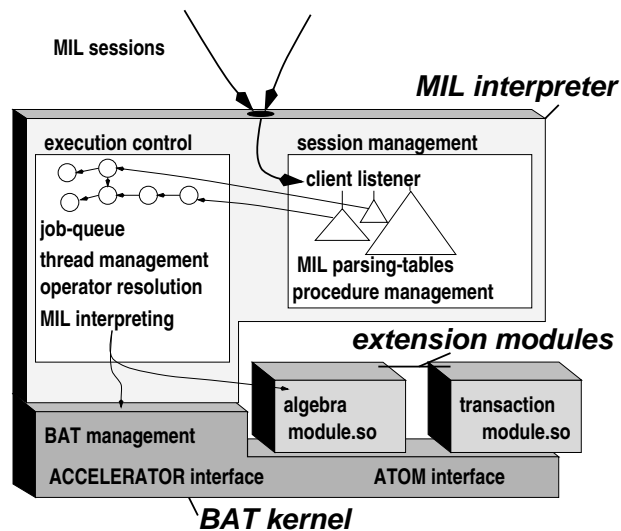 MIL sessions
MIL interpreter
execution control
session management
client listener
job-queue
thread management
operator resolution
MIL interpreting
MIL parsing-tables
procedure management
extension modules
algebra
module.so
transaction
module.so
BAT management
ACCELERATOR interface
ATOM interface
BAT kernel